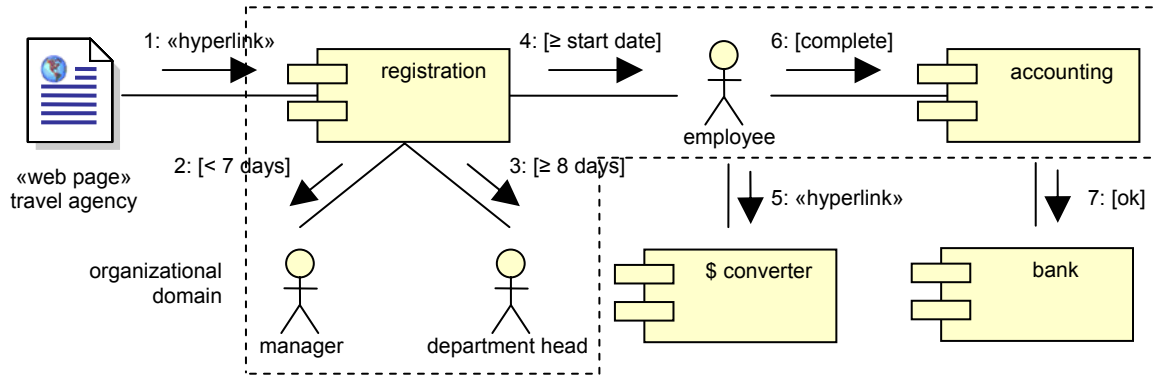 1: «hyperlink»
4: [≥ start date]
6: [complete]
registration
accounting
employee
«web page»
travel agency
2: [< 7 days]
3: [≥ 8 days]
5: «hyperlink»
7: [ok]
organizational
domain
$ converter
bank
manager
department head